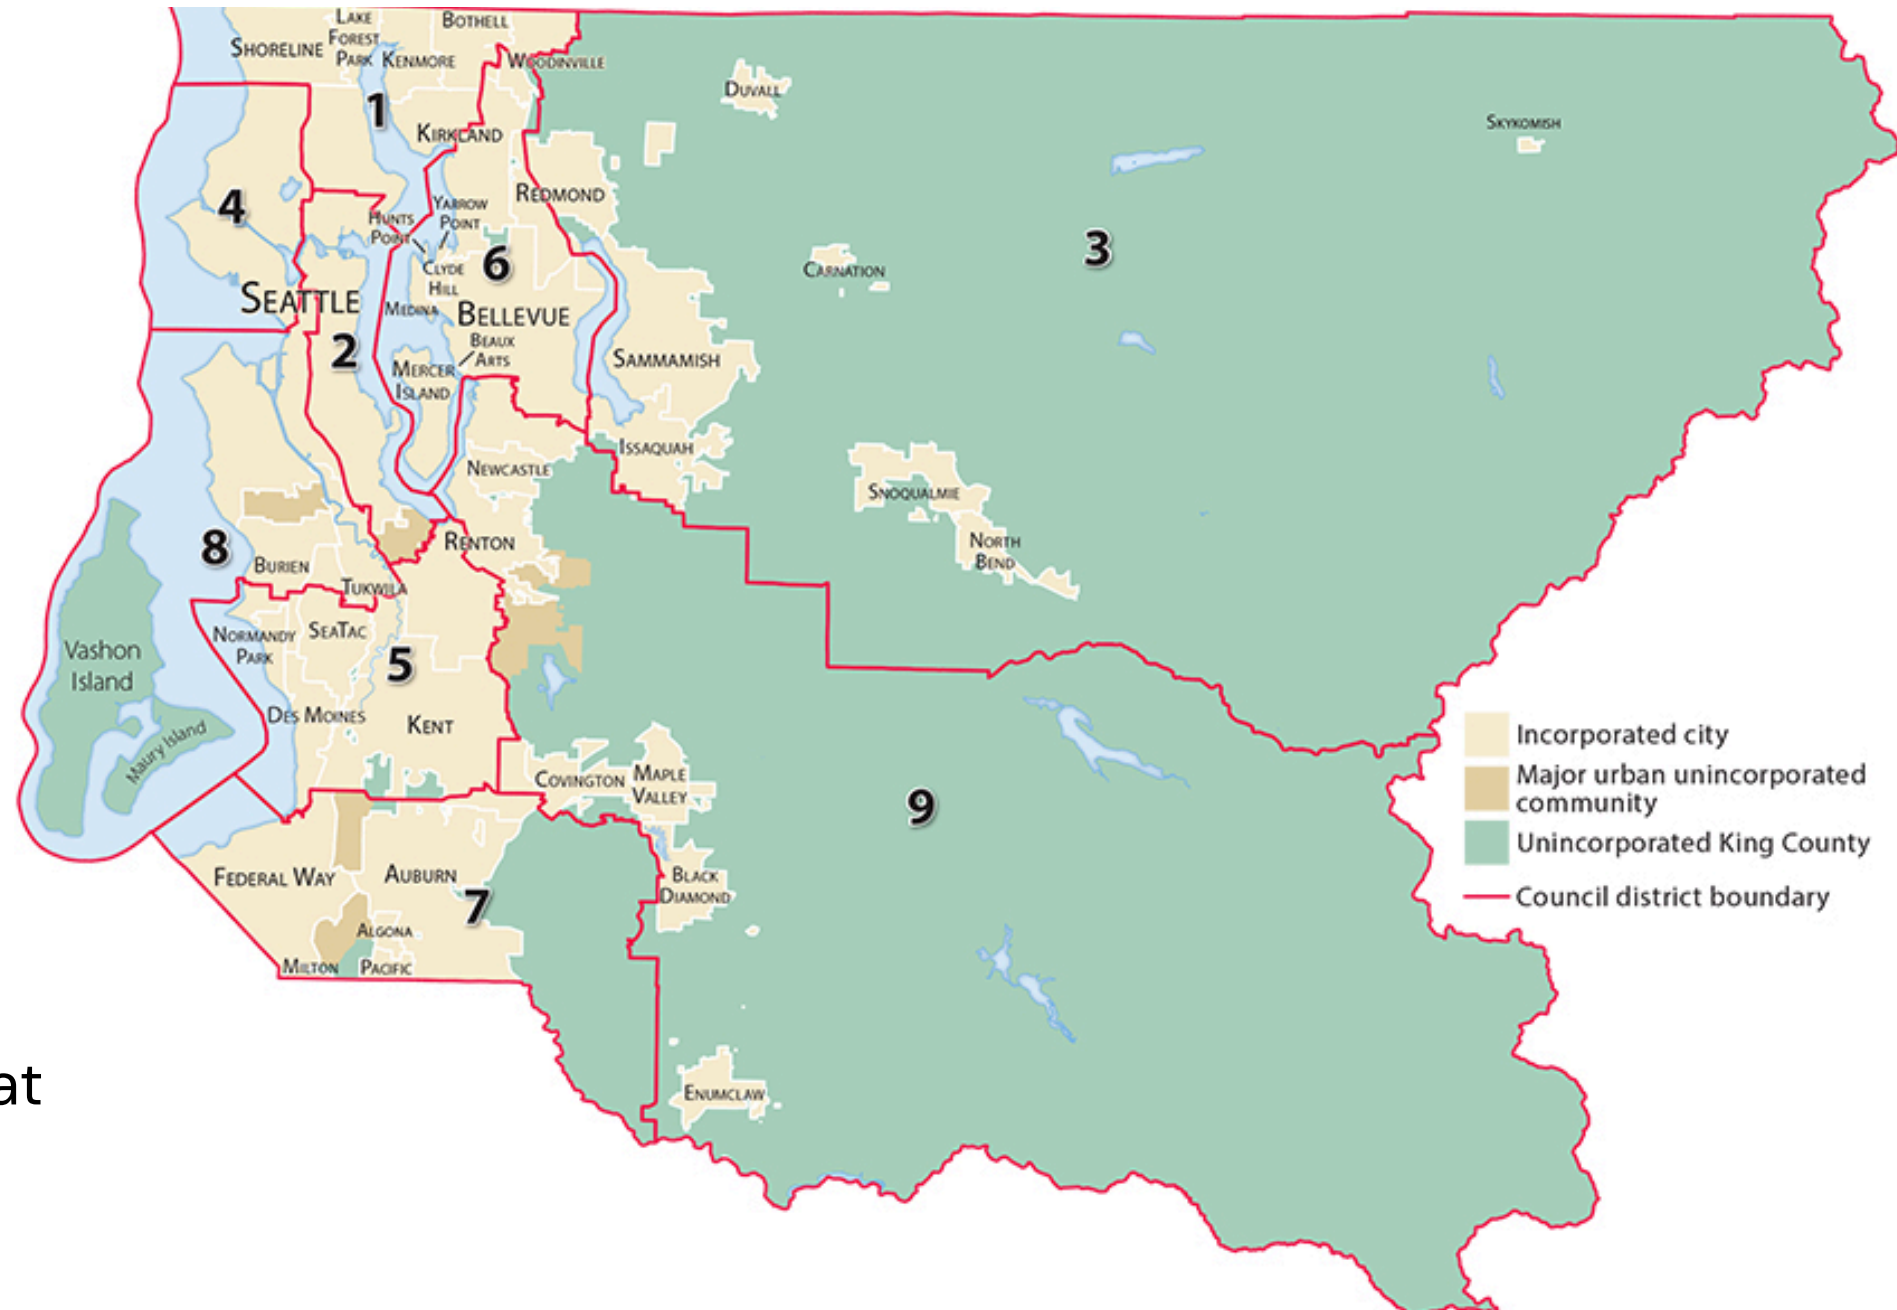 LAKE
FOREST
PARK
BOTHELL
SHORELINE
KENMORE
WOODINVILLE
DUVALL
1
KIRKLAND
SKYKOMISH
4
REDMOND
YARROW
POINT
HUNTS
POINT
6
3
CLYDE
HILL
CARNATION
SEATTLE
MEDINA
BELLEVUE
2
BEAUX
ARTS
SAMMAMISH
MERCER
ISLAND
ISSAQUAH
NEWCASTLE
SNOQUALMIE
8
RENTON
NORTH
BEND
BURIEN
TUKWILA
NORMANDY
PARK
SEATAC
Vashon
Island
5
DES MOINES
KENT
Maury Island
COVINGTON
MAPLE
VALLEY
9
Incorporated city
Major urban unincorporated
community
Unincorporated King County
Council district boundary
FEDERAL WAY
AUBURN
BLACK
DIAMOND
7
ALGONA
MILTON
PACIFIC
at
ENUMCLAW